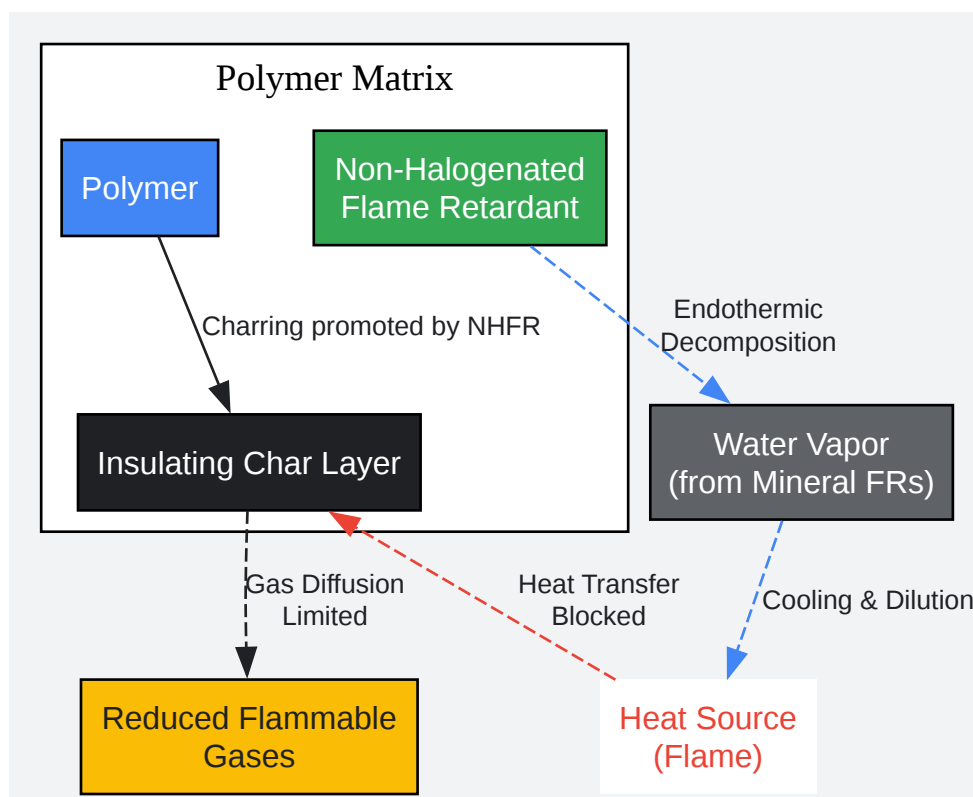 Polymer Matrix
Polymer
Non-Halogenated
Flame Retardant
Charring promoted by NHFR
Endothermic
Decomposition
Insulating Char Layer
Water Vapor
(from Mineral FRs)
Gas Diffusion
Limited
Heat Transfer
Blocked
Cooling & Dilution
Reduced Flammable
Gases
Heat Source
(Flame)